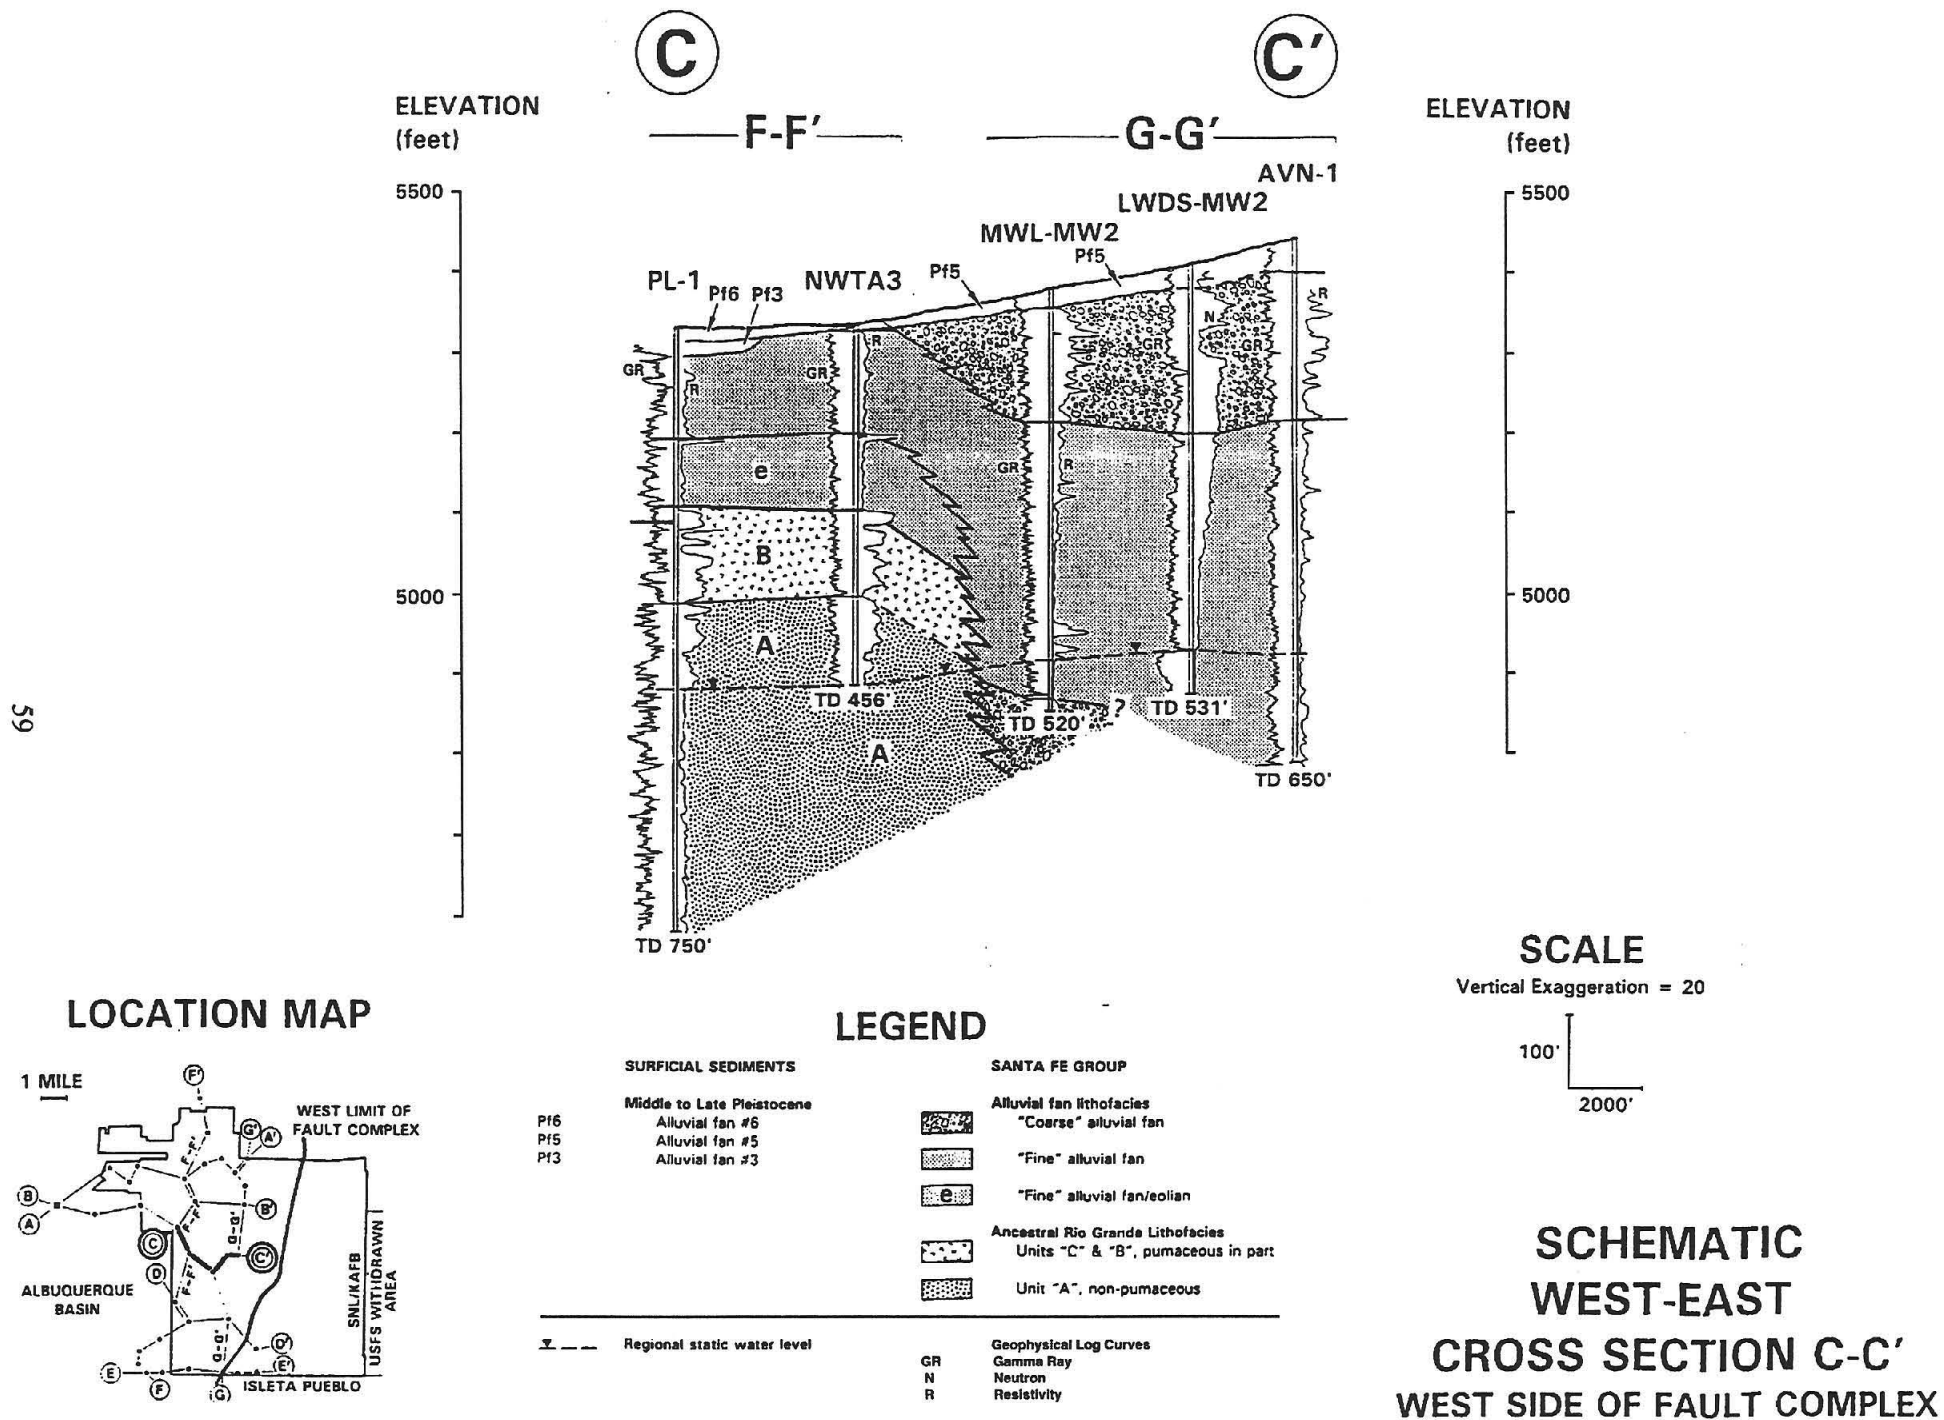 C
C'
ELEVATION
(feet)
F-F'
G-G'
ELEVATION
(feet)
AVN-1
5500
5500
LWDS-MW2
MWL-MW2
Pf5
Pf5
PL-1
Pf6
Pf3
NWTA3
R
N
R
GR
GR
GR
GR
R
e
GR
R
B
5000
5000
A
TD 456'
TD 520'
?
TD 531'
A
TD 650'
TD 750'
59
SCALE
Vertical Exaggeration = 20
100'
2000'
LOCATION MAP
1 MILE
F'
WEST LIMIT OF
FAULT COMPLEX
G'
A'
F-F'
B
A
B'
F-F'
G-G'
C
C'
D
F-F'
ALBUQUERQUE
BASIN
SNL/KAFB
USFS WITHDRAWN
AREA
G-G'
D'
E'
E
F
G
ISLETA PUEBLO
LEGEND
SURFICIAL SEDIMENTS
Middle to Late Pleistocene
Pf6 Alluvial fan #6
Pf5 Alluvial fan #5
Pf3 Alluvial fan #3
SANTA FE GROUP
Alluvial fan lithofacies
"Coarse" alluvial fan
"Fine" alluvial fan
e "Fine" alluvial fan/eolian
Ancestral Rio Grande Lithofacies
Units "C" & "B", pumaceous in part
Unit "A", non-pumaceous
Regional static water level
Geophysical Log Curves
GR Gamma Ray
N Neutron
R Resistivity
SCHEMATIC
WEST-EAST
CROSS SECTION C-C'
WEST SIDE OF FAULT COMPLEX